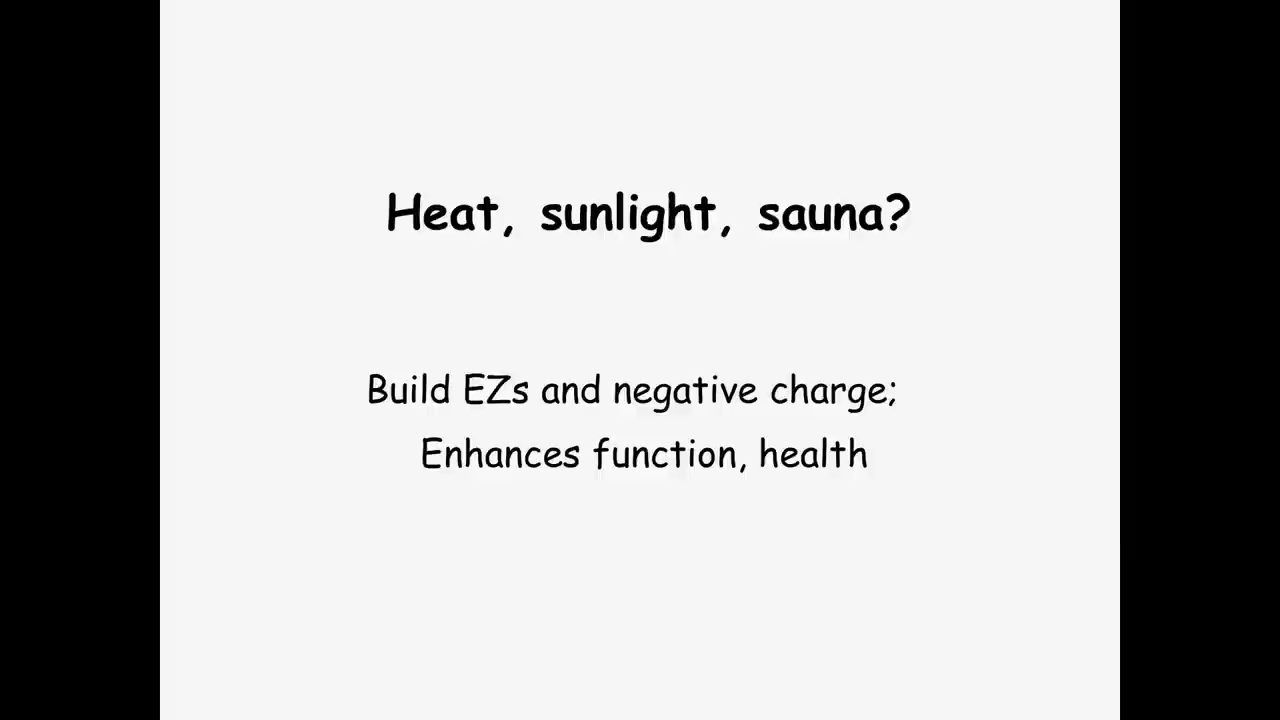 Heat, sunlight, sauna?
Build EZs and negative charge;
Enhances function, health